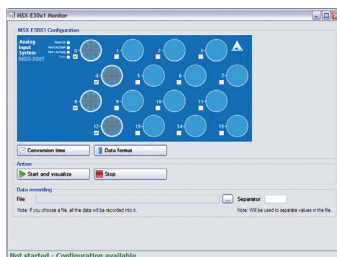 MSX-E30x1 Monitor
MSX-E30X1 Configuration
Analog
Input
System
MSX-E30x1
0 1 2 3
4 5 6 7
8 9 10 11
12 13 14 15
Conversion time Data format
Action
Start and visualize Stop
Data recording
File ... Separator
Note: If you choose a file, all the data will be recorded into it. Note: Will be used to separate values in the file.
Not started - Configuration available